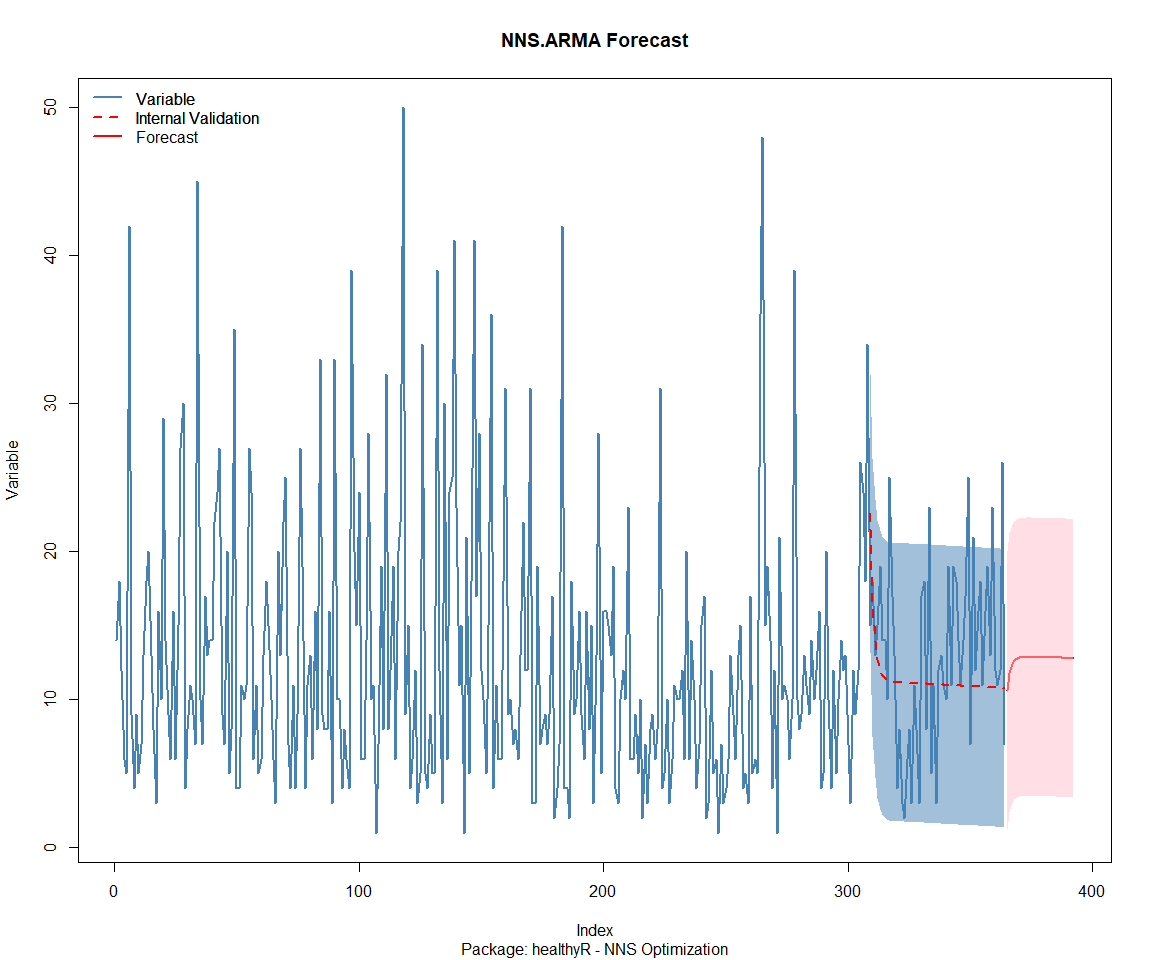 NNS.ARMA Forecast
Variable
Internal Validation
Forecast
50
40
30
20
10
0
Variable
0 100 200 300 400
Index
Package: healthyR - NNS Optimization